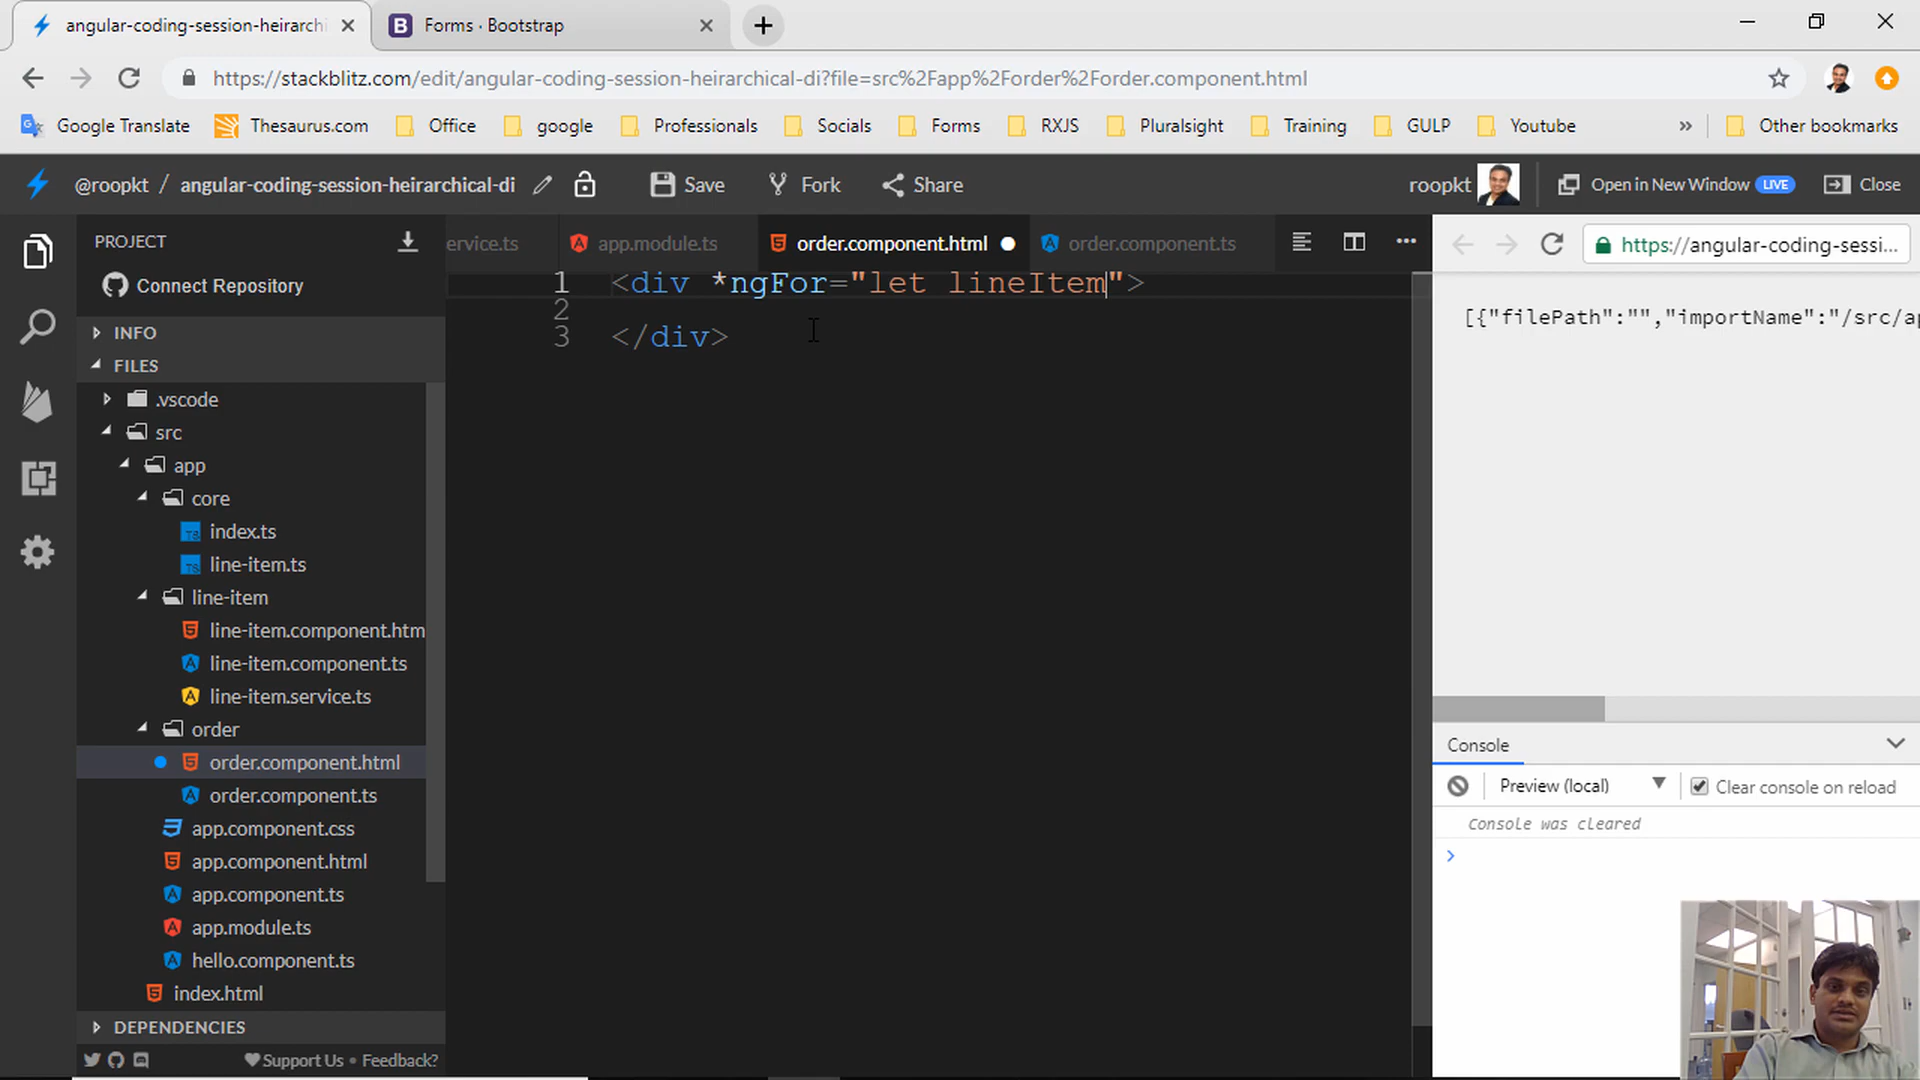 angular-coding-session-heirarchi
Forms · Bootstrap
https://stackblitz.com/edit/angular-coding-session-heirarchical-di?file=src%2Fapp%2Forder%2Forder.component.html
Google Translate
Thesaurus.com
Office
google
Professionals
Socials
Forms
RXJS
Pluralsight
Training
GULP
Youtube
»
Other bookmarks
@roopkt / angular-coding-session-heirarchical-di
Save
Fork
Share
roopkt
Open in New Window LIVE
Close
PROJECT
ervice.ts
app.module.ts
order.component.html
order.component.ts
https://angular-coding-sessi...
Connect Repository
INFO
FILES
.vscode
src
app
core
index.ts
line-item.ts
line-item
line-item.component.htm
line-item.component.ts
line-item.service.ts
order
order.component.html
order.component.ts
app.component.css
app.component.html
app.component.ts
app.module.ts
hello.component.ts
index.html
DEPENDENCIES
Support Us • Feedback?
1 <div *ngFor="let lineItem">
2
3 </div>
[{"filePath":"","importName":"/src/ap
Console
Preview (local)
Clear console on reload
Console was cleared